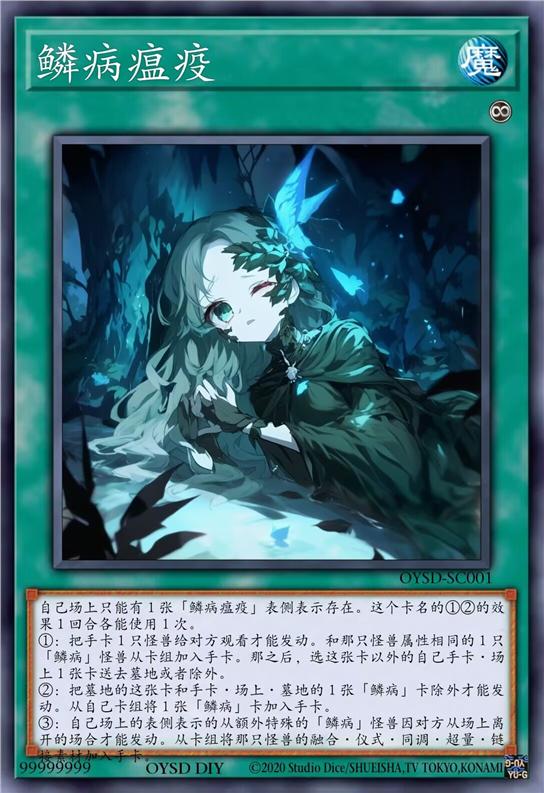 鳞病瘟疫
魔
OYSD-SC001
自己场上只能有1张「鳞病瘟疫」表侧表示存在。这个卡名的①②的效
果1回合各能使用1次。
①：把手卡1只怪兽给对方观看才能发动。和那只怪兽属性相同的1只
「鳞病」怪兽从卡组加入手卡。那之后，选这张卡以外的自己手卡・场
上1张卡送去墓地或者除外。
②：把墓地的这张卡和手卡・场上・墓地的1张「鳞病」卡除外才能发
动。从自己卡组将1张「鳞病」卡加入手卡。
③：自己场上的表侧表示的从额外特殊的「鳞病」怪兽因对方从场上离
开的场合才能发动。从卡组将那只怪兽的融合・仪式・同调・超量・链
接素材加入手卡。
99999999 OYSD DIY ©2020 Studio Dice/SHUEISHA,TV TOKYO,KONAMI